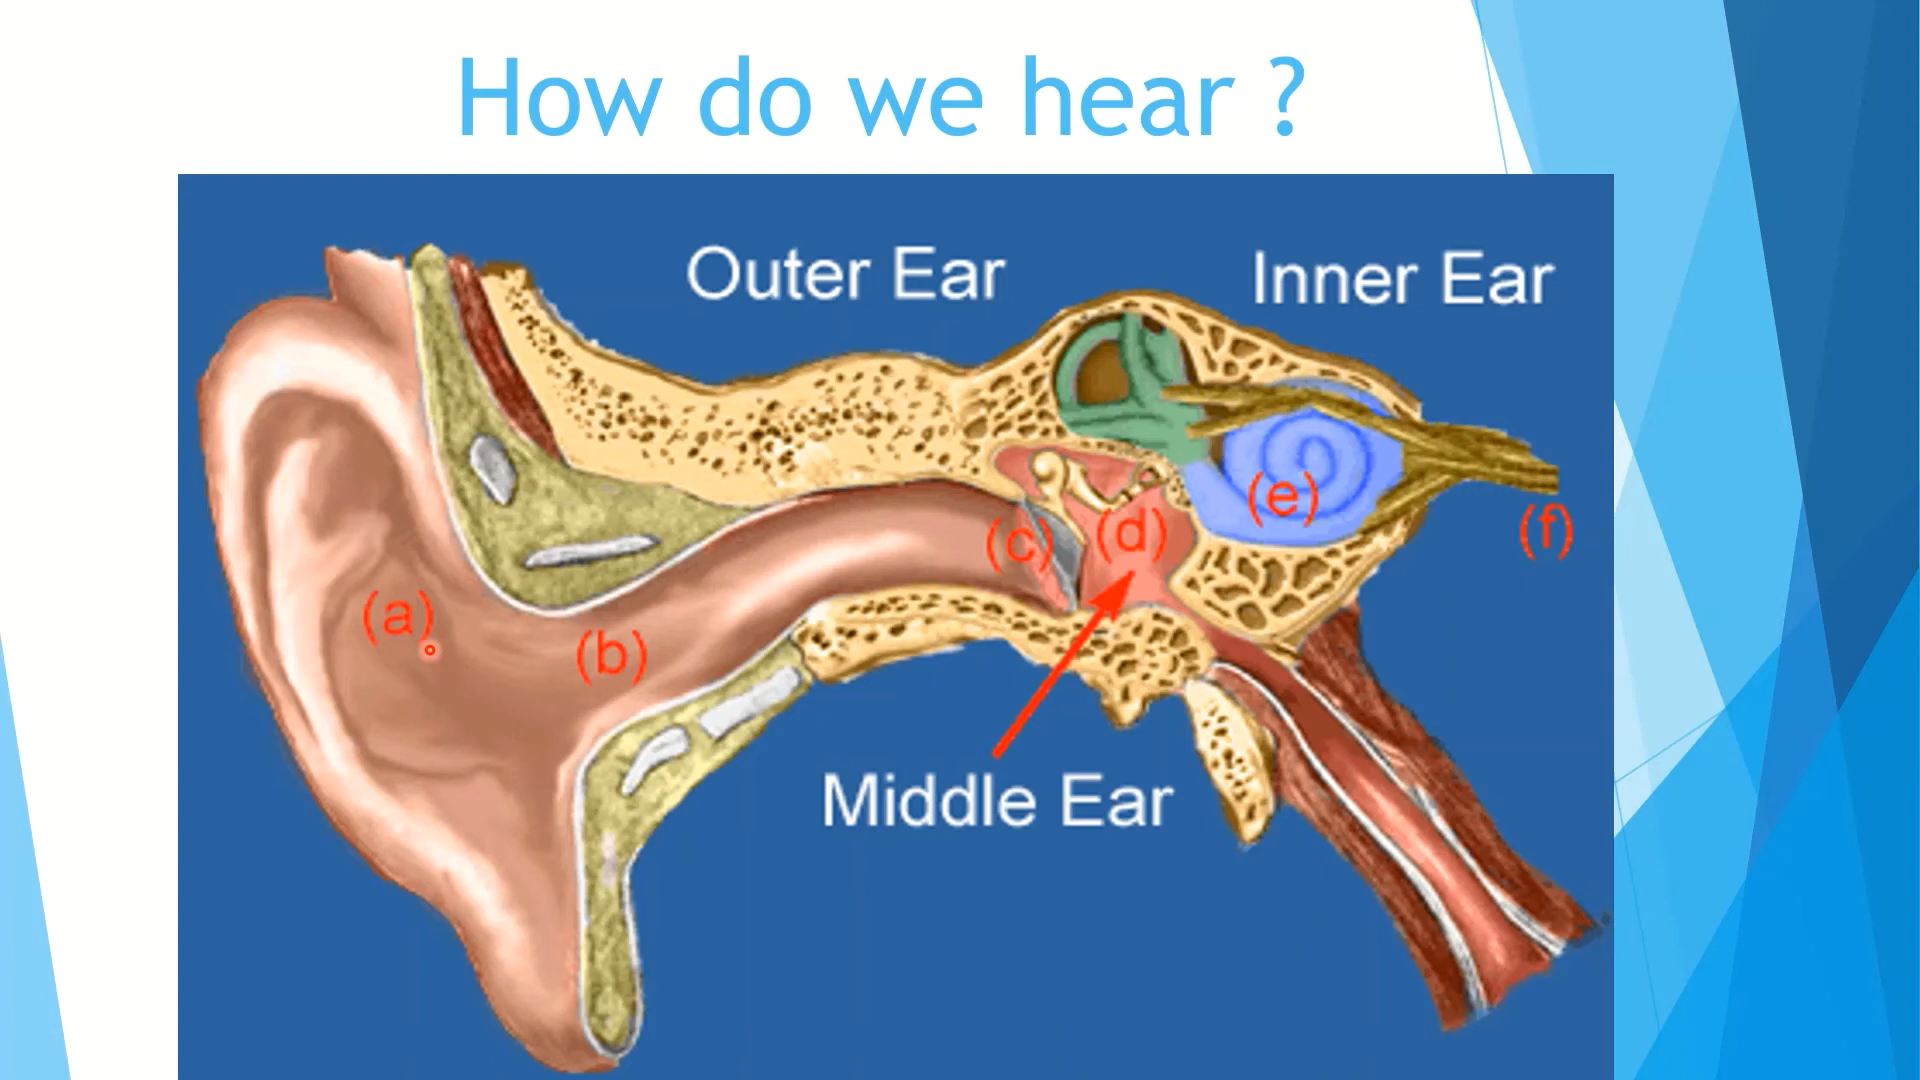 How do we hear ?
Outer Ear
Inner Ear
(a)
(b)
(c)
(d)
(e)
(f)
Middle Ear